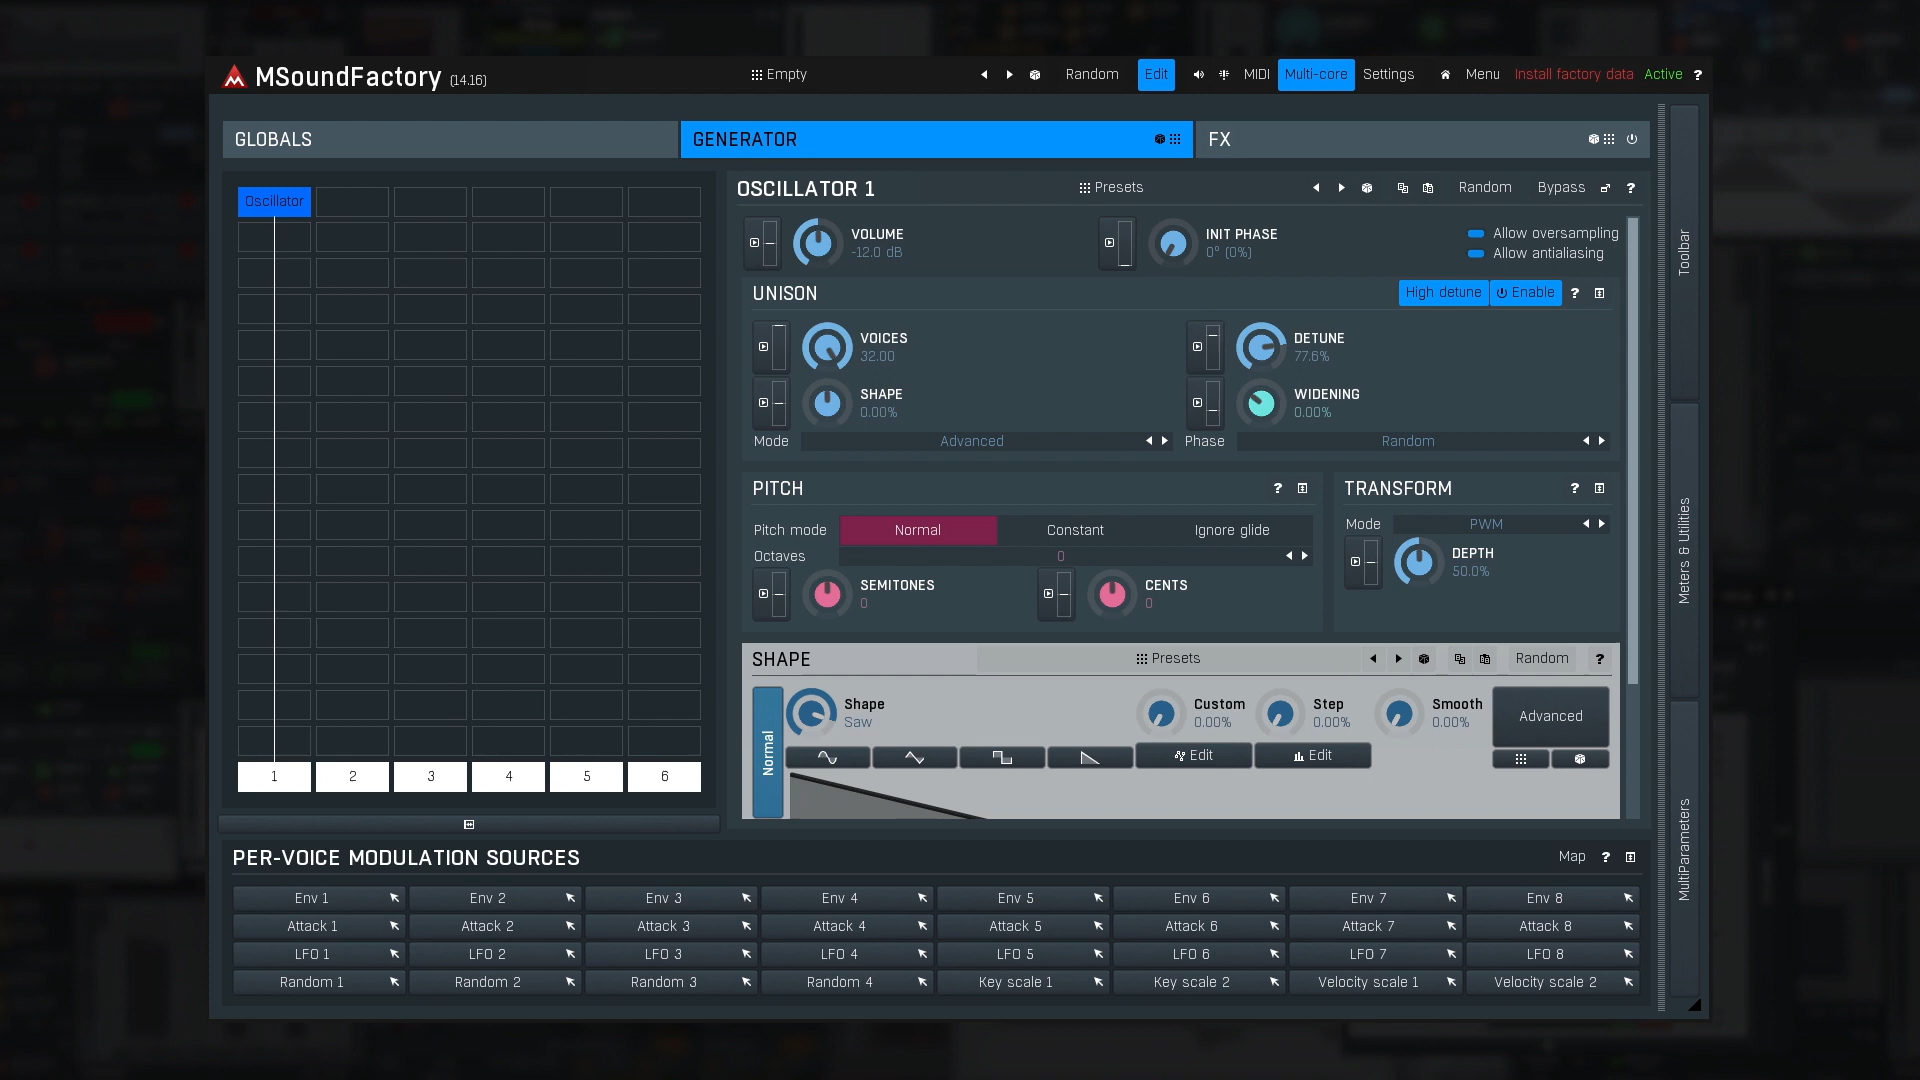 MSoundFactory (14.16)
Empty
Random Edit MIDI Multi-core Settings Menu Install factory data Active ?
GLOBALS
GENERATOR
FX
Oscillator
1 2 3 4 5 6
OSCILLATOR 1
Presets
Random Bypass ?
VOLUME
-12.0 dB
INIT PHASE
0° (0%)
Allow oversampling
Allow antialiasing
UNISON
High detune Enable ?
VOICES
32.00
DETUNE
77.6%
SHAPE
0.00%
WIDENING
0.00%
Mode Advanced
Phase Random
PITCH ?
Pitch mode Normal Constant Ignore glide
Octaves 0
SEMITONES
0
CENTS
0
TRANSFORM ?
Mode PWM
DEPTH
50.0%
SHAPE Presets Random ?
Normal
Shape
Saw
Custom
0.00%
Step
0.00%
Smooth
0.00%
Advanced
Edit
Edit
Toolbar
Meters & Utilities
MultiParameters
PER-VOICE MODULATION SOURCES Map ?
Env 1 Env 2 Env 3 Env 4 Env 5 Env 6 Env 7 Env 8
Attack 1 Attack 2 Attack 3 Attack 4 Attack 5 Attack 6 Attack 7 Attack 8
LFO 1 LFO 2 LFO 3 LFO 4 LFO 5 LFO 6 LFO 7 LFO 8
Random 1 Random 2 Random 3 Random 4 Key scale 1 Key scale 2 Velocity scale 1 Velocity scale 2